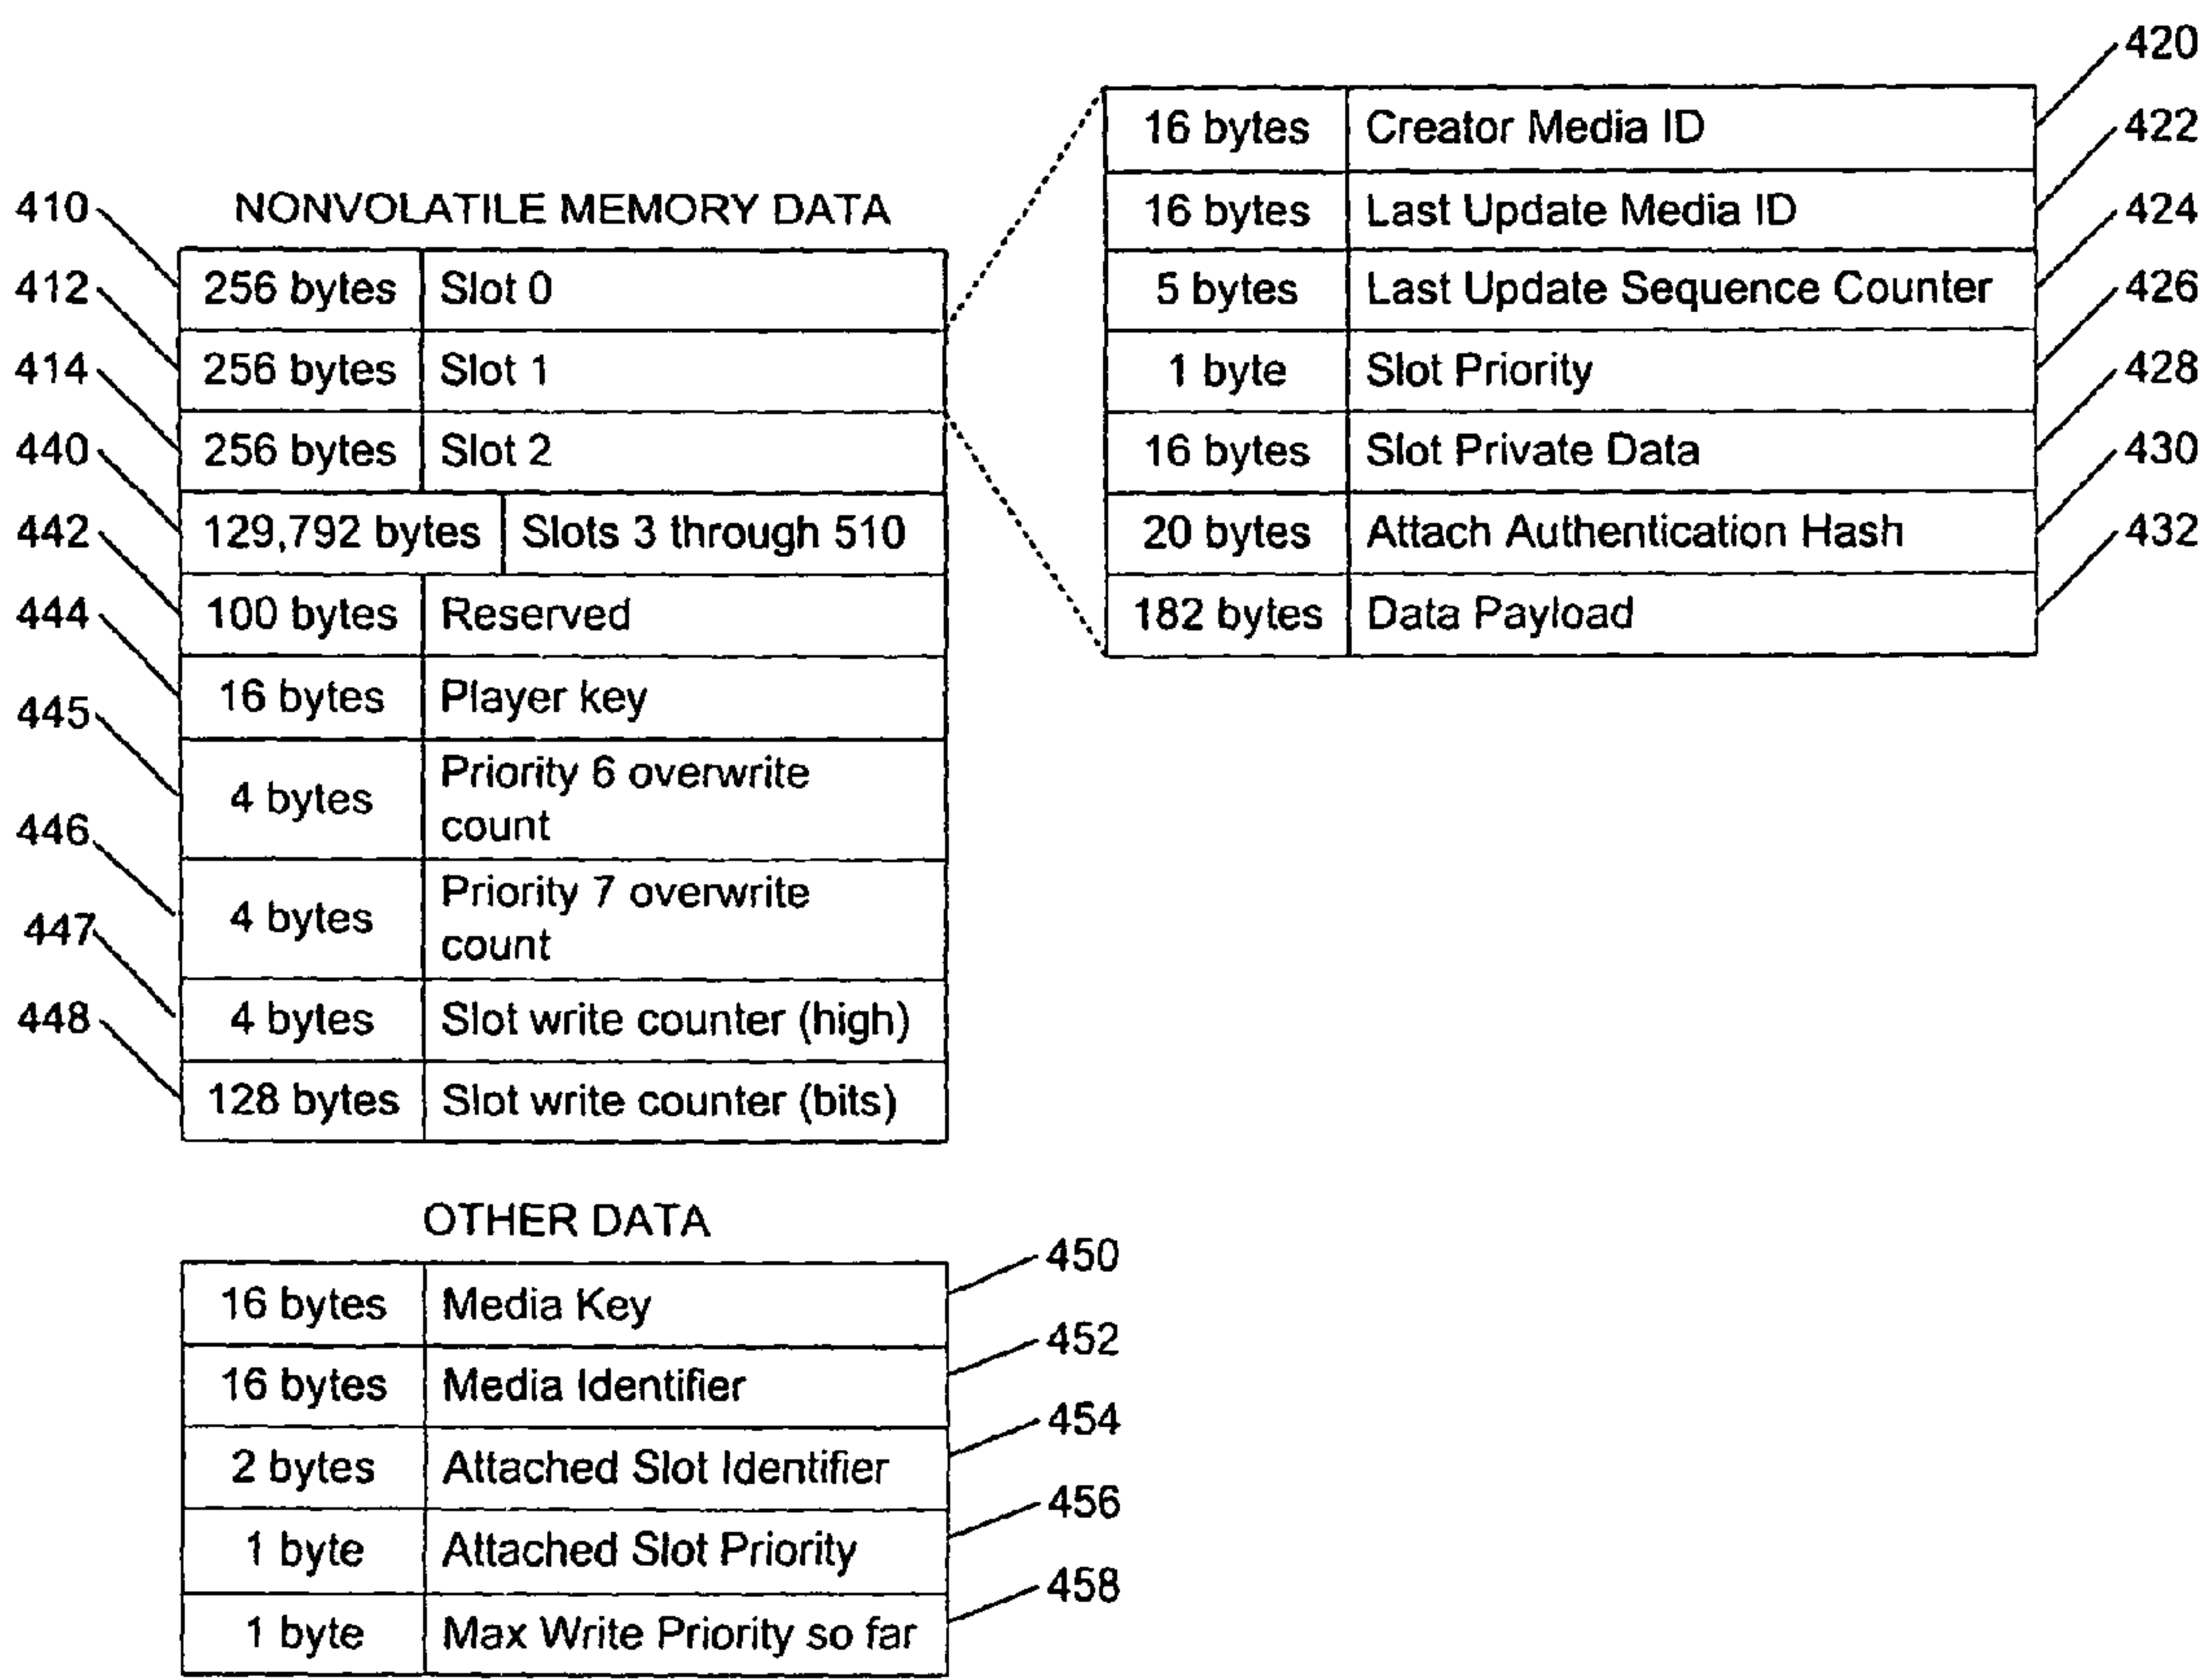 NONVOLATILE MEMORY DATA
410
256 bytes Slot 0
412
256 bytes Slot 1
414
256 bytes Slot 2
440
129,792 bytes Slots 3 through 510
442
100 bytes Reserved
444
16 bytes Player key
445
4 bytes Priority 6 overwrite
count
446
4 bytes Priority 7 overwrite
count
447
4 bytes Slot write counter (high)
448
128 bytes Slot write counter (bits)
420
16 bytes Creator Media ID
422
16 bytes Last Update Media ID
424
5 bytes Last Update Sequence Counter
426
1 byte Slot Priority
428
16 bytes Slot Private Data
430
20 bytes Attach Authentication Hash
432
182 bytes Data Payload
OTHER DATA
450
16 bytes Media Key
452
16 bytes Media Identifier
454
2 bytes Attached Slot Identifier
456
1 byte Attached Slot Priority
458
1 byte Max Write Priority so far